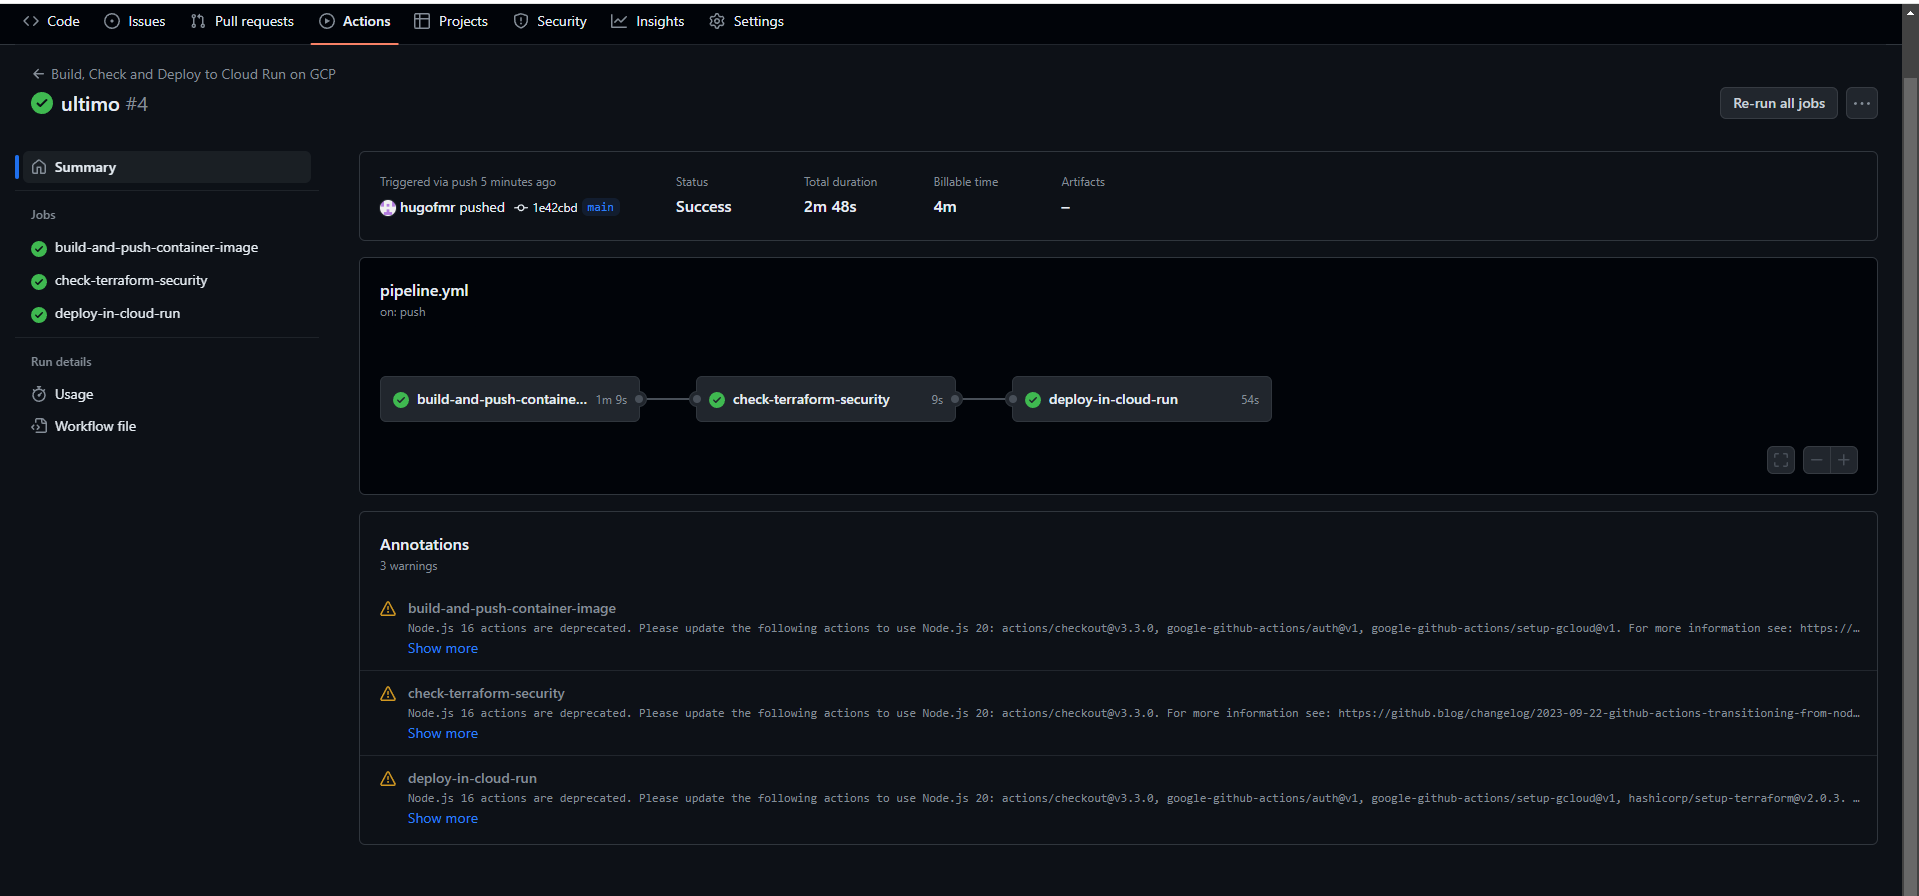 Code Issues Pull requests Actions Projects Security Insights Settings
Build, Check and Deploy to Cloud Run on GCP
ultimo #4
Re-run all jobs ...
Summary
Jobs
build-and-push-container-image
check-terraform-security
deploy-in-cloud-run
Run details
Usage
Workflow file
Triggered via push 5 minutes ago
hugofmr pushed 1e42cbd main
Status
Success
Total duration
2m 48s
Billable time
4m
Artifacts
–
pipeline.yml
on: push
build-and-push-containe... 1m 9s
check-terraform-security 9s
deploy-in-cloud-run 54s
Annotations
3 warnings
build-and-push-container-image
Node.js 16 actions are deprecated. Please update the following actions to use Node.js 20: actions/checkout@v3.3.0, google-github-actions/auth@v1, google-github-actions/setup-gcloud@v1. For more information see: https://…
Show more
check-terraform-security
Node.js 16 actions are deprecated. Please update the following actions to use Node.js 20: actions/checkout@v3.3.0. For more information see: https://github.blog/changelog/2023-09-22-github-actions-transitioning-from-nod…
Show more
deploy-in-cloud-run
Node.js 16 actions are deprecated. Please update the following actions to use Node.js 20: actions/checkout@v3.3.0, google-github-actions/auth@v1, google-github-actions/setup-gcloud@v1, hashicorp/setup-terraform@v2.0.3. …
Show more